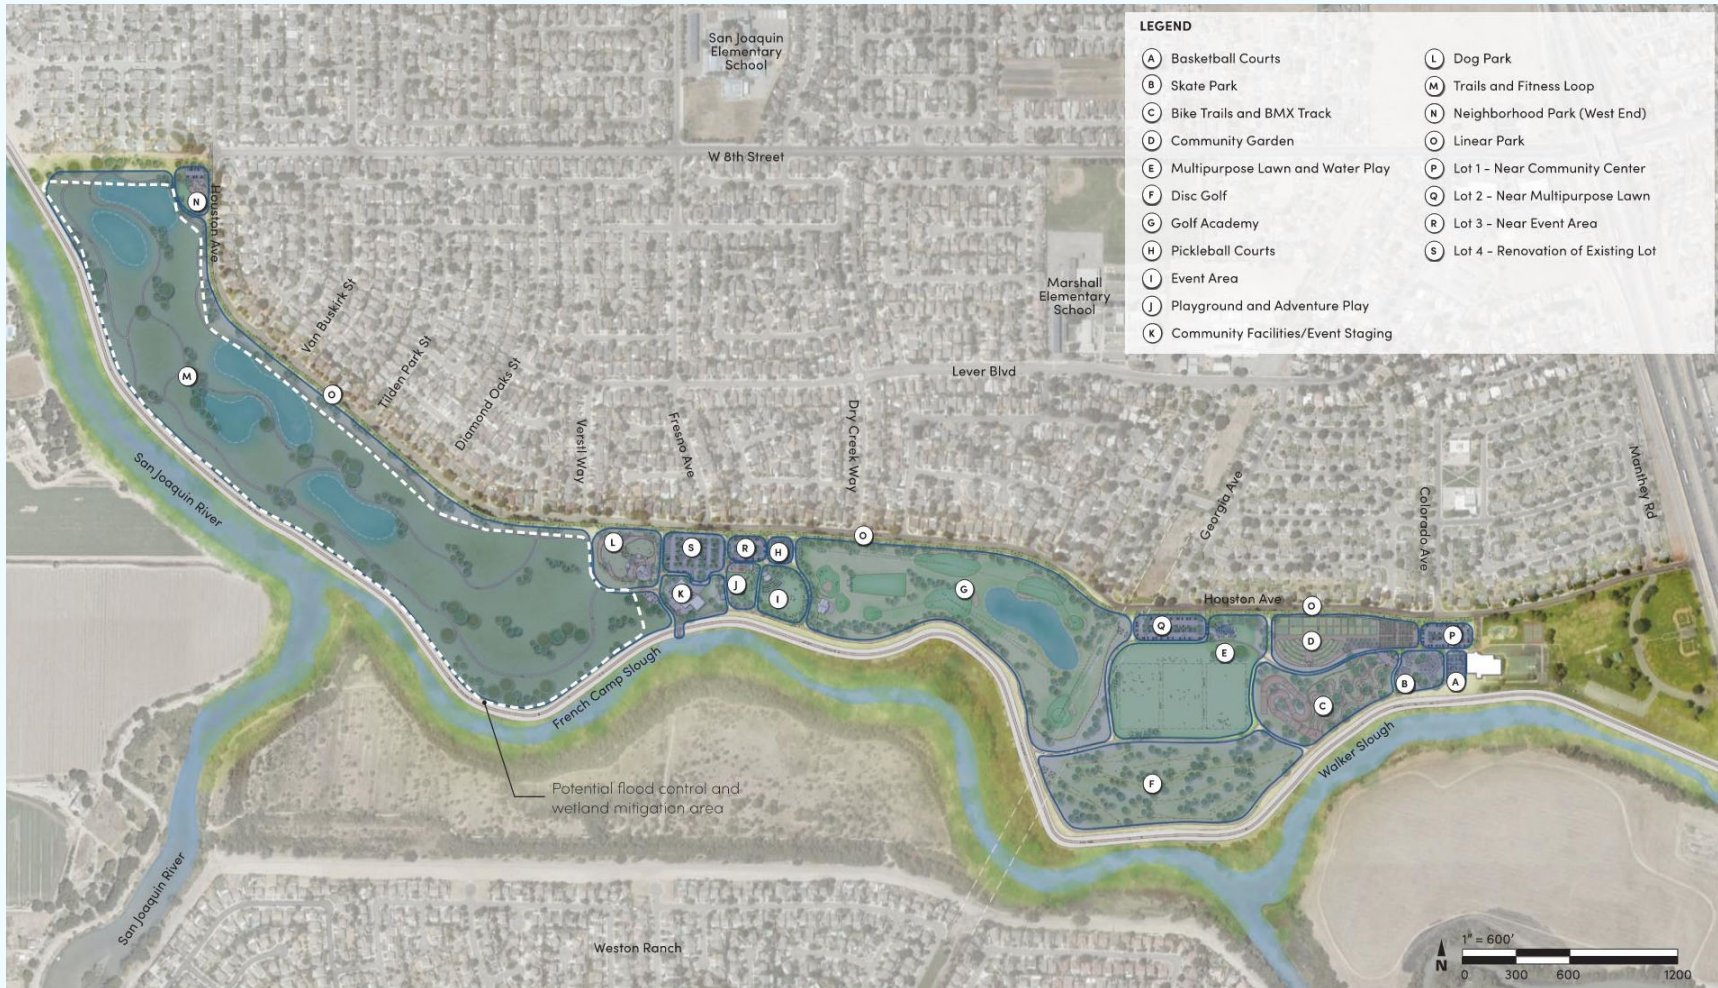 LEGEND
A Basketball Courts
B Skate Park
C Bike Trails and BMX Track
D Community Garden
E Multipurpose Lawn and Water Play
F Disc Golf
G Golf Academy
H Pickleball Courts
I Event Area
J Playground and Adventure Play
K Community Facilities/Event Staging
L Dog Park
M Trails and Fitness Loop
N Neighborhood Park (West End)
O Linear Park
P Lot 1 - Near Community Center
Q Lot 2 - Near Multipurpose Lawn
R Lot 3 - Near Event Area
S Lot 4 - Renovation of Existing Lot
San Joaquin
Elementary
School
W 8th Street
N
Houston Ave
Marshall
Elementary
School
Van Buskirk St
Tilden Park St
Diamond Oaks St
Lever Blvd
M
O
Verstl Way
Fresno Ave
Dry Creek Way
Georgia Ave
Colorado Ave
Manthey Rd
San Joaquin River
L
S
R
H
O
K
J
I
G
Houston Ave
O
Q
E
D
P
B
A
C
F
French Camp Slough
Walker Slough
Potential flood control and
wetland mitigation area
San Joaquin River
Weston Ranch
N
1" = 600'
0 300 600 1200